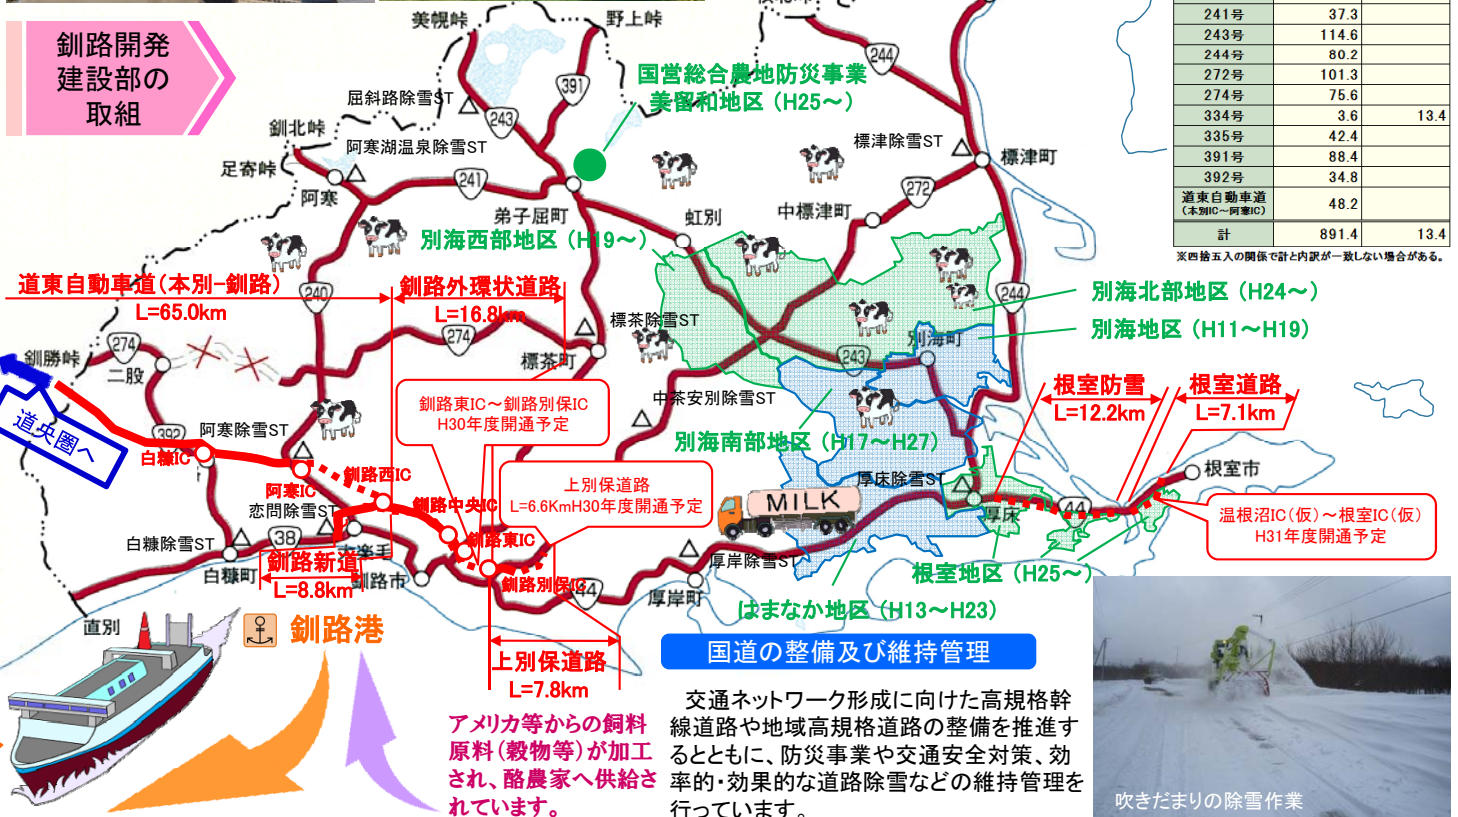 釧路開発
建設部の
取組
美幌峠
野上峠
244
391
243
屈斜路除雪ST
国営総合農地防災事業
美留和地区（H25～）
釧北峠
阿寒湖温泉除雪ST
足寄峠
阿寒
241
弟子屈町
虹別
中標津町
272
標津除雪ST
標津町
別海西部地区（H19～）
241号 37.3
243号 114.6
244号 80.2
272号 101.3
274号 75.6
334号 3.6 13.4
335号 42.4
391号 88.4
392号 34.8
道東自動車道
（本別IC～阿寒IC） 48.2
計 891.4 13.4
※四捨五入の関係で計と内訳が一致しない場合がある。
道東自動車道（本別-釧路）
L=65.0km
釧路外環状道路
L=16.8km
240
274
標茶除雪ST
標茶町
244
別海北部地区（H24～）
別海地区（H11～H19）
別海町
243
釧勝峠
274
二股
道央圏へ
392
白糠IC
阿寒除雪ST
阿寒IC
恋問除雪ST
釧路東IC～釧路別保IC
H30年度開通予定
釧路西IC
釧路中央IC
釧路東IC
釧路別保IC
上別保道路
L=6.6KmH30年度開通予定
中茶安別除雪ST
別海南部地区（H17～H27）
根室防雪
L=12.2km
根室道路
L=7.1km
根室市
厚床除雪ST
厚床
44
温根沼IC（仮）～根室IC（仮）
H31年度開通予定
MILK
白糠除雪ST
38
白糠町
大楽毛
釧路新道
L=8.8km
釧路市
44
厚岸除雪ST
厚岸町
根室地区（H25～）
はまなか地区（H13～H23）
直別
釧路港
上別保道路
L=7.8km
国道の整備及び維持管理
アメリカ等からの飼料
原料（穀物等）が加工
され、酪農家へ供給さ
れています。
交通ネットワーク形成に向けた高規格幹
線道路や地域高規格道路の整備を推進す
るとともに、防災事業や交通安全対策、効
率的・効果的な道路除雪などの維持管理を
行っています。
吹きだまりの除雪作業